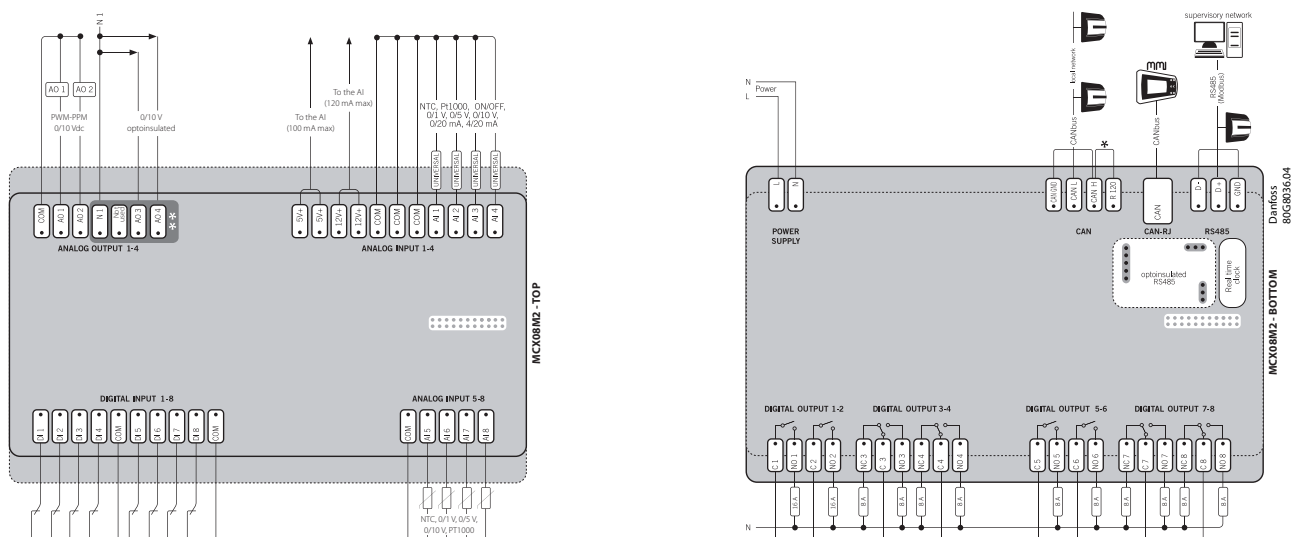 N 1
AO 1 AO 2
PWM-PPM
0/10 Vdc
0/10 V
optoinsulated
To the AI
(100 mA max)
To the AI
(120 mA max)
NTC, Pt1000, ON/OFF,
0/1 V, 0/5 V, 0/10 V,
0/20 mA, 4/20 mA
UNIVERSAL UNIVERSAL UNIVERSAL UNIVERSAL
COM AO 1 AO 2 N 1 Not used AO 3 AO 4 **
5V+ 5V+ 12V+ 12V+ COM COM COM AI 1 AI 2 AI 3 AI 4
ANALOG OUTPUT 1-4
ANALOG INPUT 1-4
MCX08M2 - TOP
DIGITAL INPUT 1-8
ANALOG INPUT 5-8
DI 1 DI 2 DI 3 DI 4 COM DI 5 DI 6 DI 7 DI 8 COM
COM AI 5 AI 6 AI 7 AI 8
NTC, 0/1 V, 0/5 V,
0/10 V, PT1000
supervisory network
local network
MMI
RS485
(Modbus)
N
Power
L
CANbus
CANbus
*
L N
CAN GND CAN L CAN H R 120
CAN
D- D+ GND
POWER
SUPPLY
CAN
CAN-RJ
RS485
Danfoss
80G8036.04
optoinsulated
RS485
Real time
clock
MCX08M2 - BOTTOM
DIGITAL OUTPUT 1-2
DIGITAL OUTPUT 3-4
DIGITAL OUTPUT 5-6
DIGITAL OUTPUT 7-8
C 1 NO 1 C 2 NO 2 NC 3 C 3 NO 3 NC 4 C 4 NO 4 C 5 NO 5 C 6 NO 6 NC 7 C 7 NO 7 NC 8 C 8 NO 8
16 A 16 A 8 A 8 A 8 A 8 A 8 A 8 A 8 A 8 A 8 A 8 A
N